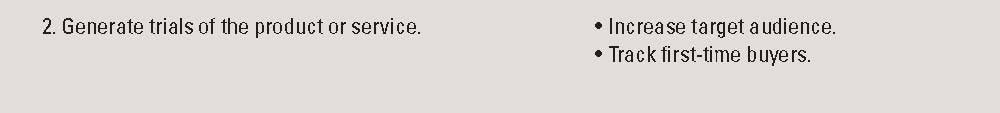 2. Generate trials of the product or service.
• Increase target audience.
• Track first-time buyers.